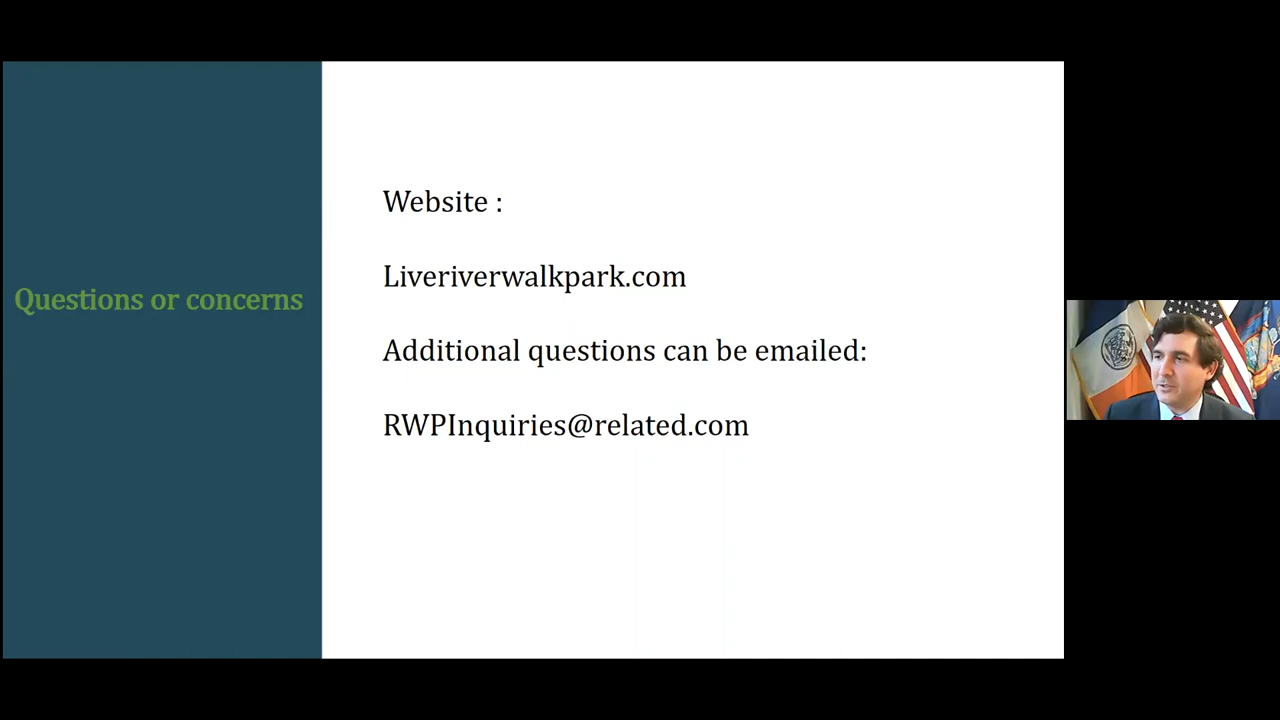 Questions or concerns
Website :
Liveriverwalkpark.com
Additional questions can be emailed:
RWPInquiries@related.com